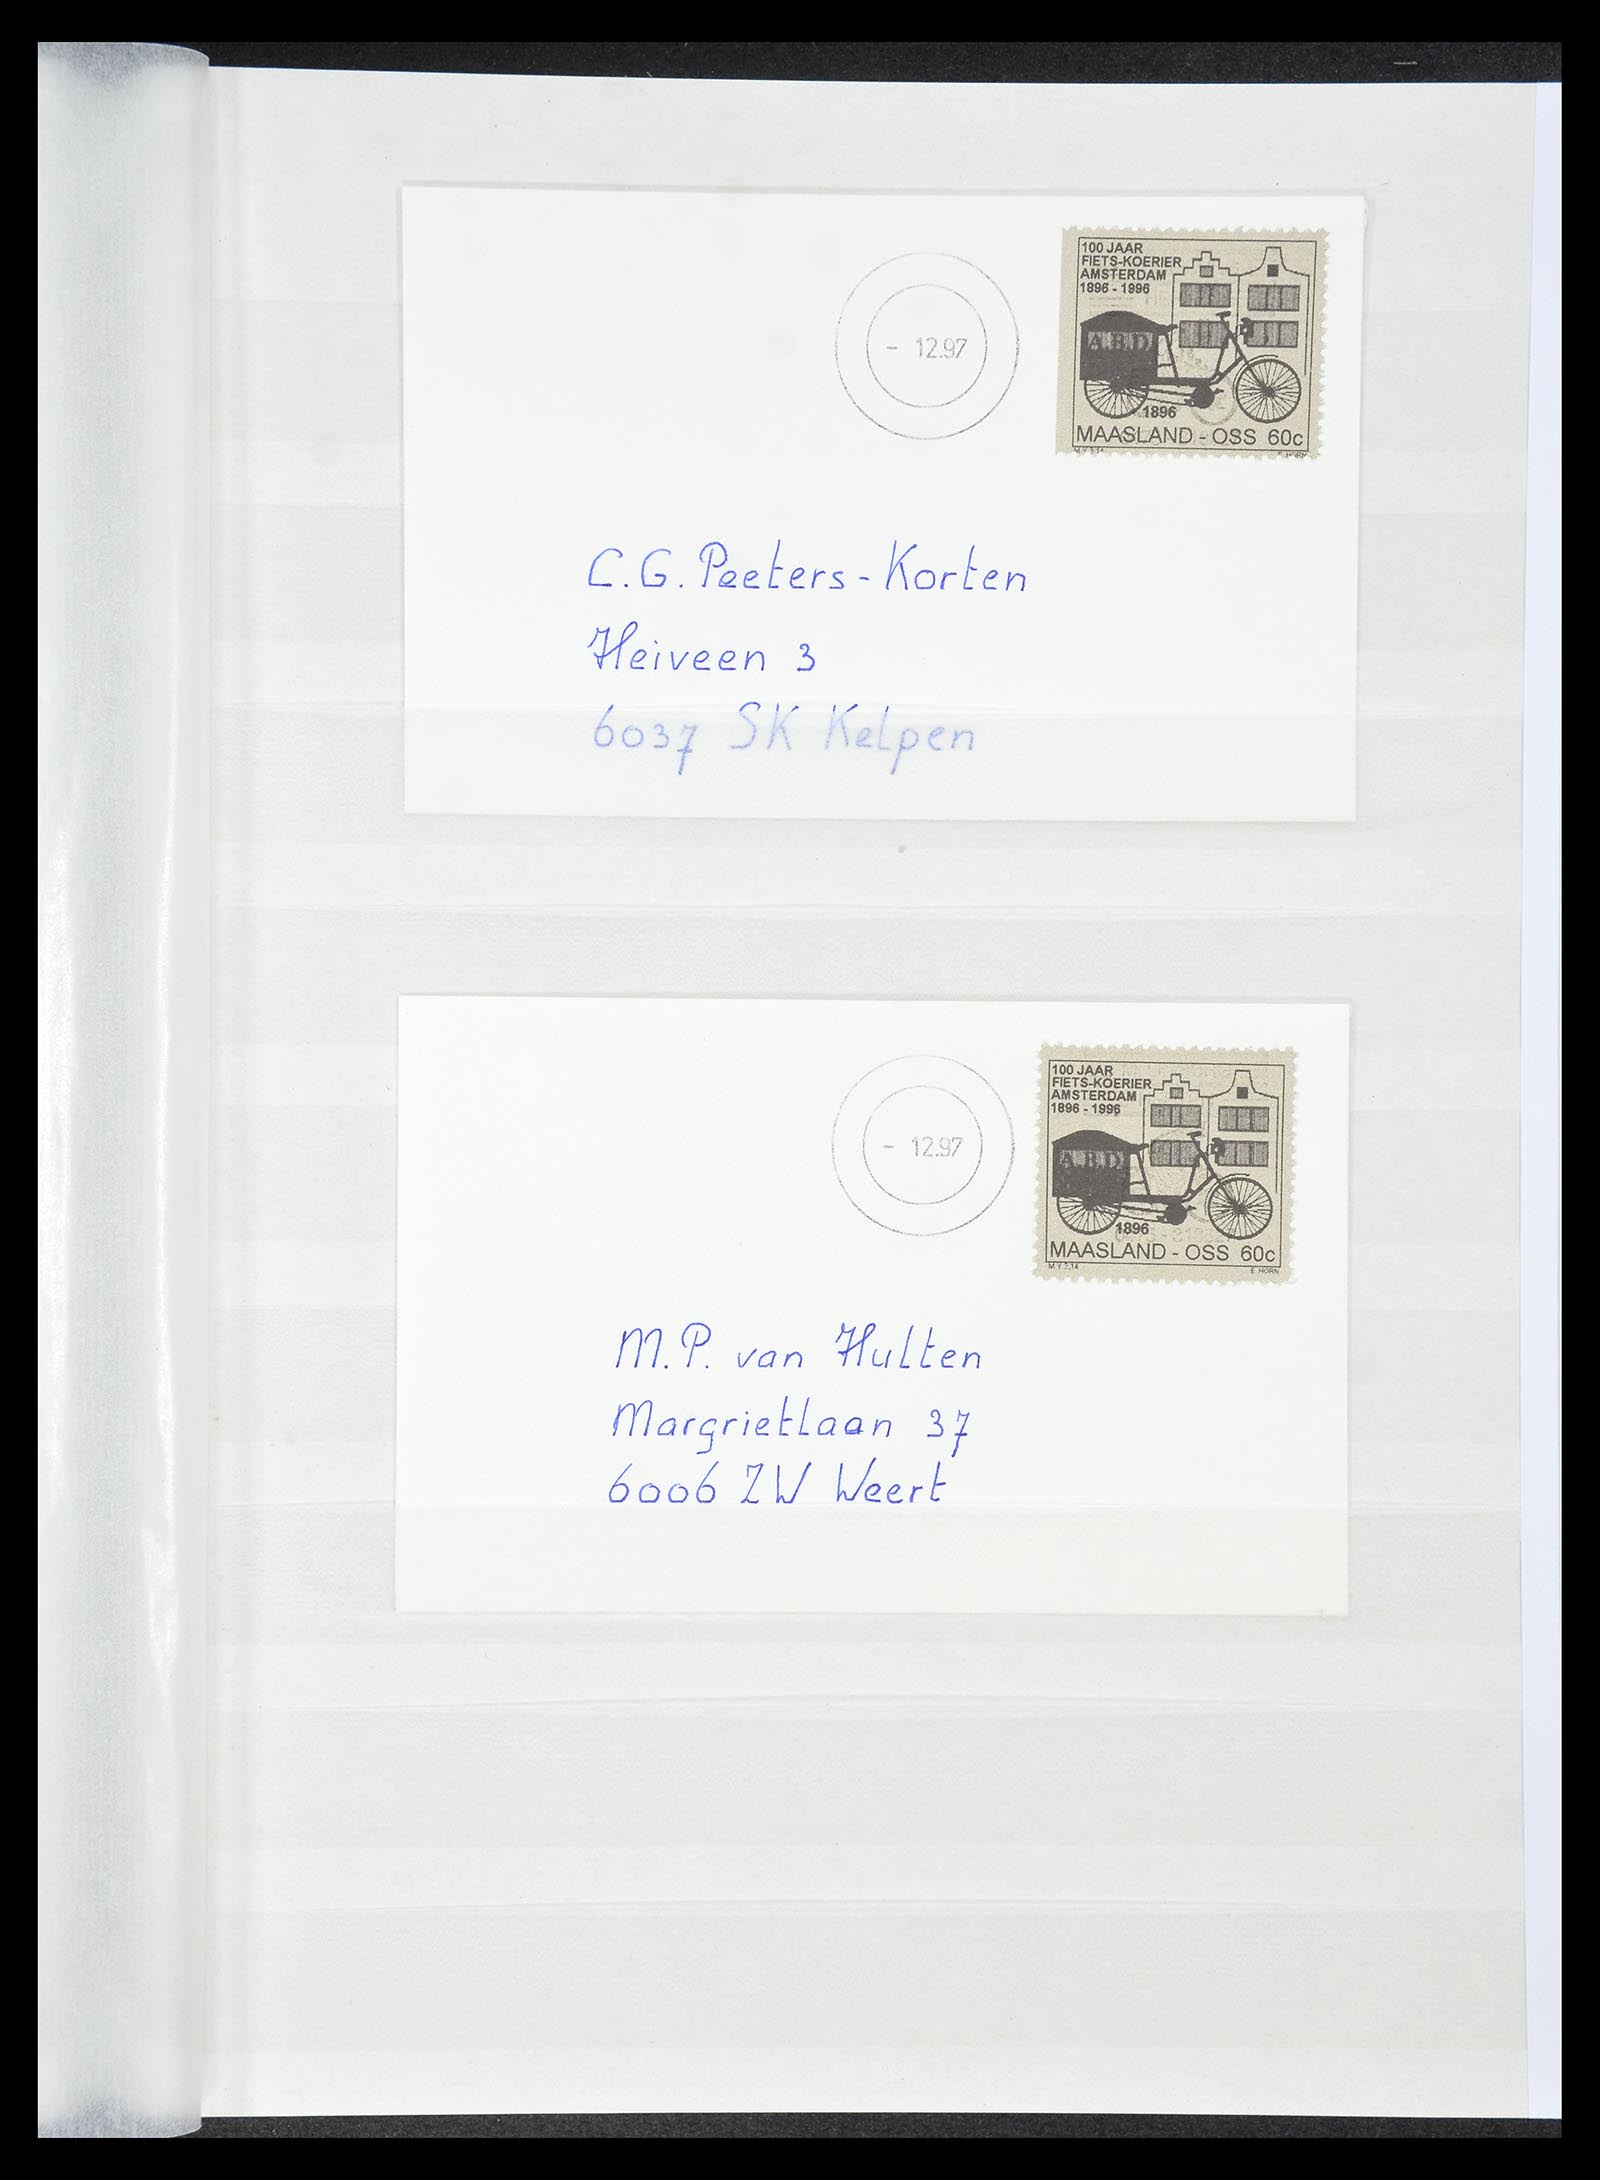 100 JAAR
FIETS-KOERIER
AMSTERDAM
1896 - 1996
A.B.D.
1896
MAASLAND - OSS 60c
E HORN
- 12.97
C.G. Peeters-Korten
Heiveen 3
6037 SK Kelpen
100 JAAR
FIETS-KOERIER
AMSTERDAM
1896 - 1996
A.B.D.
1896
MAASLAND - OSS 60c
E HORN
- 12.97
M.P. van Hulten
Margrietlaan 37
6006 ZW Weert